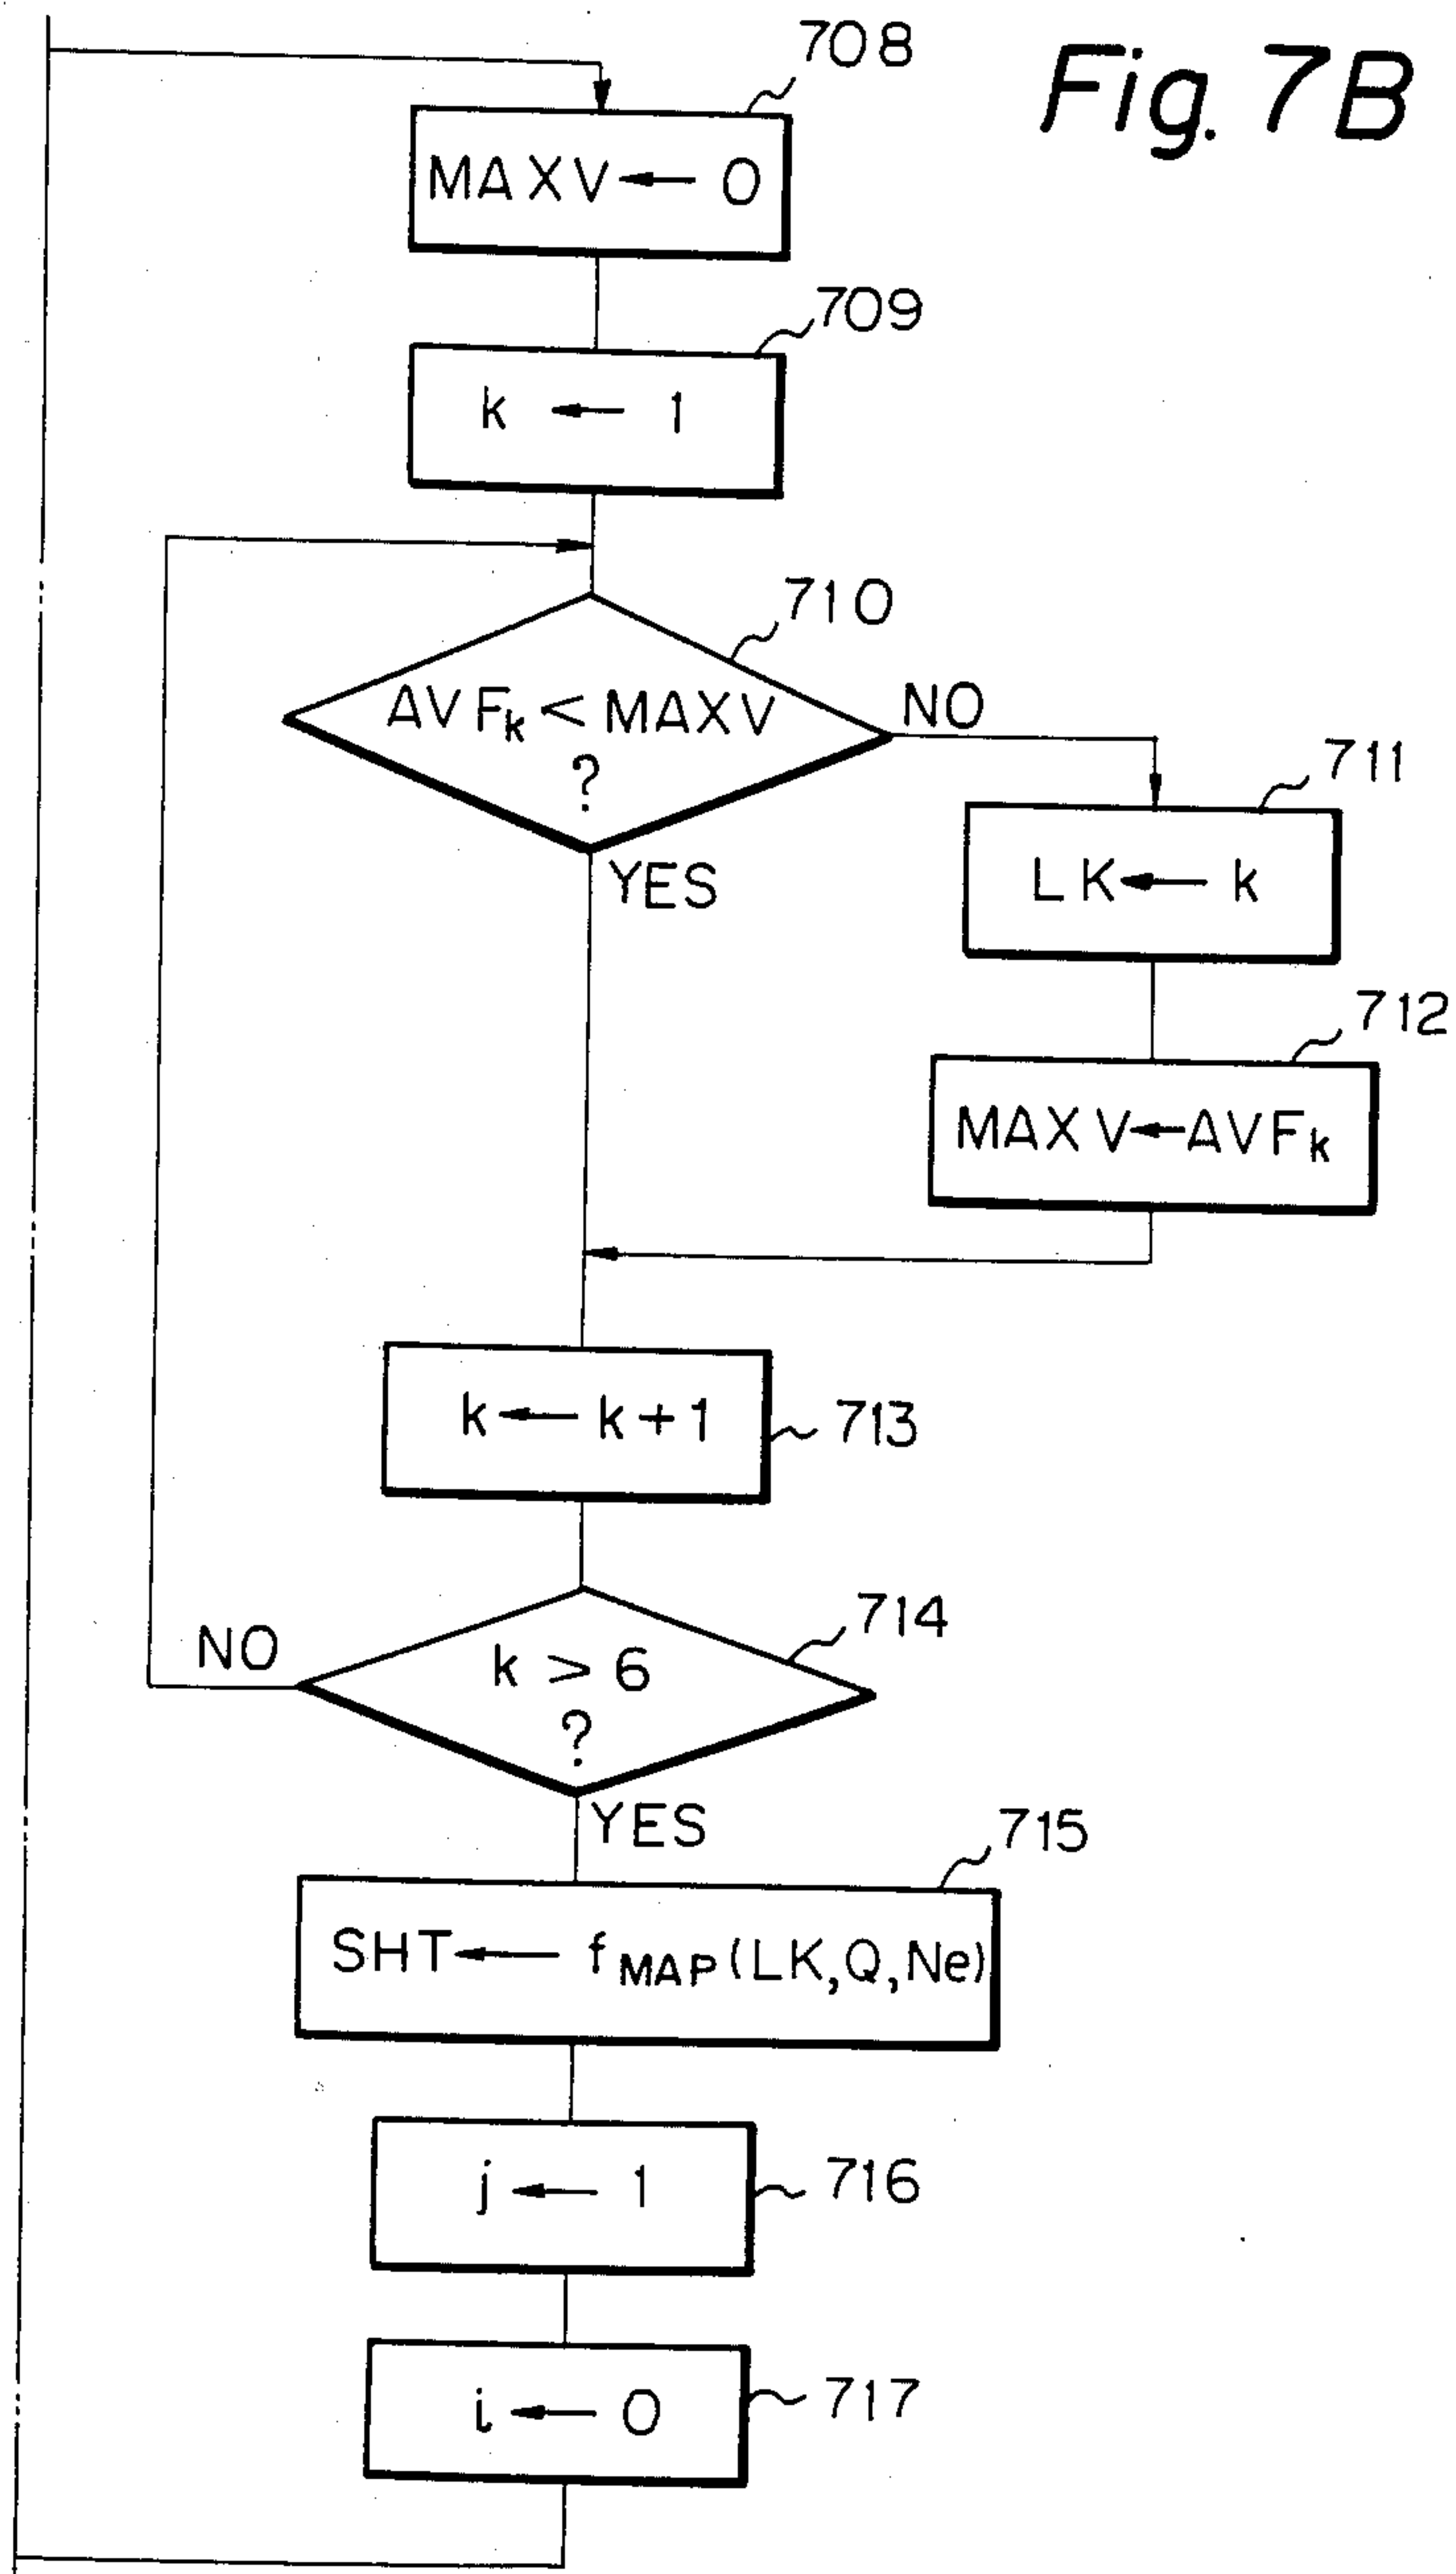 Fig. 7B
708
MAXV ← 0
709
k ← 1
710
AVFk < MAXV
?
NO
YES
711
LK ← k
712
MAXV ← AVFk
k ← k+1
713
714
k > 6
?
NO
YES
715
SHT ← fMAP(LK,Q,Ne)
j ← 1
716
i ← 0
717